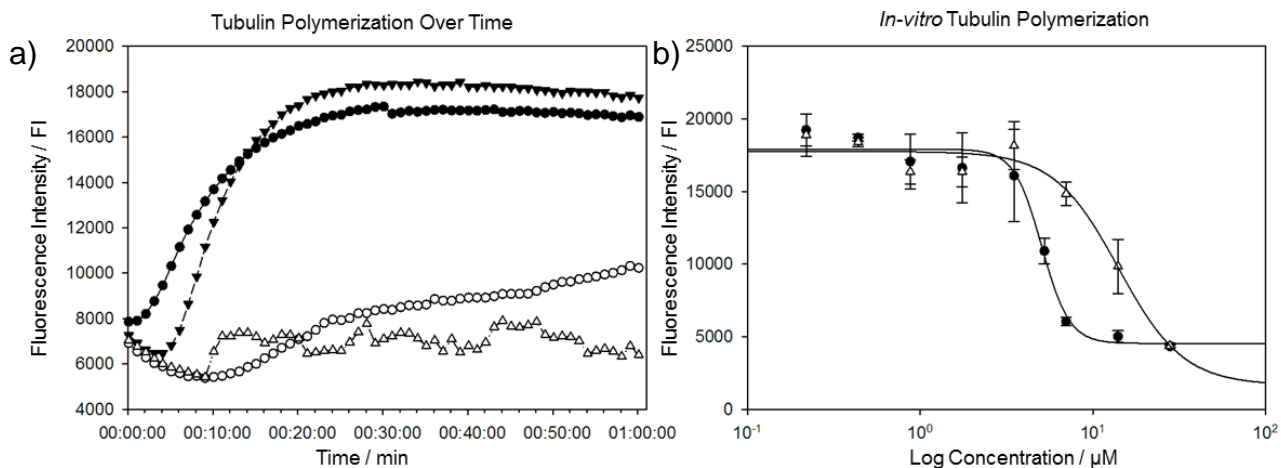 Tubulin Polymerization Over Time
a)
20000
18000
16000
14000
12000
10000
8000
6000
4000
Fluorescence Intensity / FI
00:00:00 00:10:00 00:20:00 00:30:00 00:40:00 00:50:00 01:00:00
Time / min
In-vitro Tubulin Polymerization
b)
25000
20000
15000
10000
5000
0
Fluorescence Intensity / FI
10-1 100 101 102
Log Concentration / µM